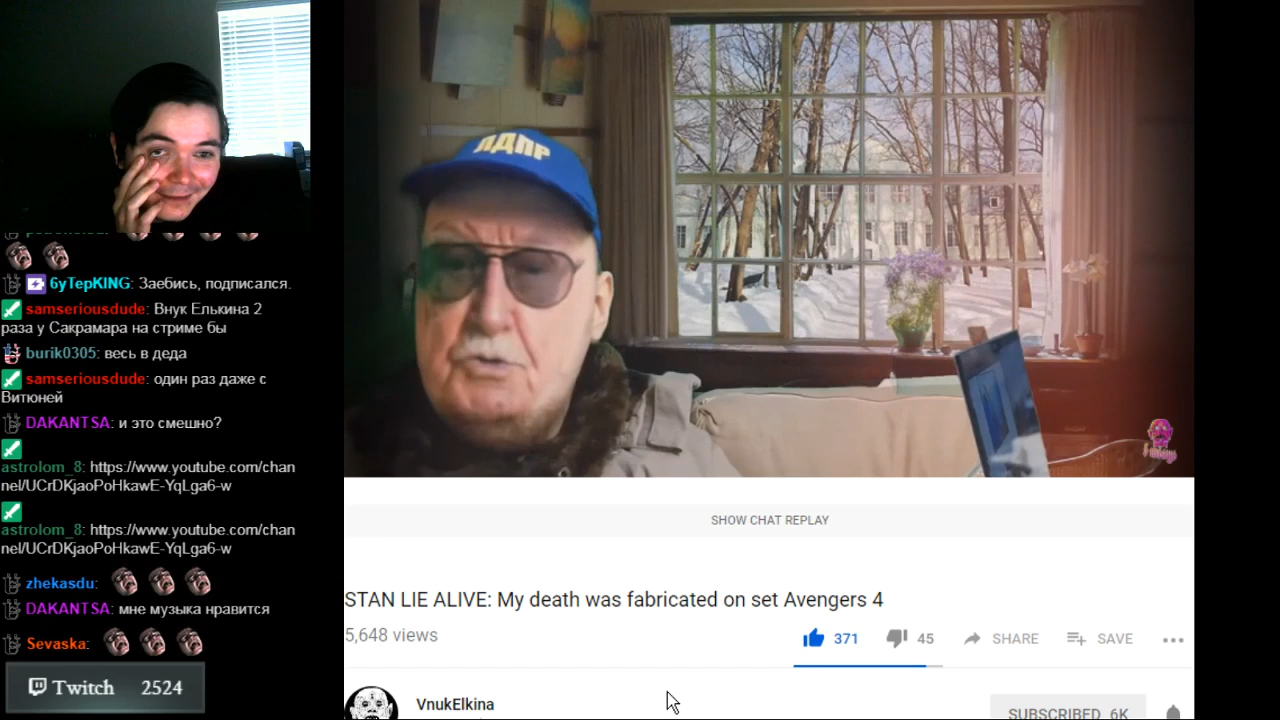 ЛДПР
6yTepKING: Заебись, подписался.
samseriousdude: Внук Елькина 2
раза у Сакрамара на стриме бы
burik0305: весь в деда
samseriousdude: один раз даже с
Витюней
DAKANTSA: и это смешно?
astrolom_8: https://www.youtube.com/chan
nel/UCrDKjaoPoHkawE-YqLga6-w
astrolom_8: https://www.youtube.com/chan
nel/UCrDKjaoPoHkawE-YqLga6-w
zhekasdu:
DAKANTSA: мне музыка нравится
Sevaska:
Twitch 2524
SHOW CHAT REPLAY
STAN LIE ALIVE: My death was fabricated on set Avengers 4
5,648 views
371 45 SHARE SAVE
VnukElkina
SUBSCRIBED 6K